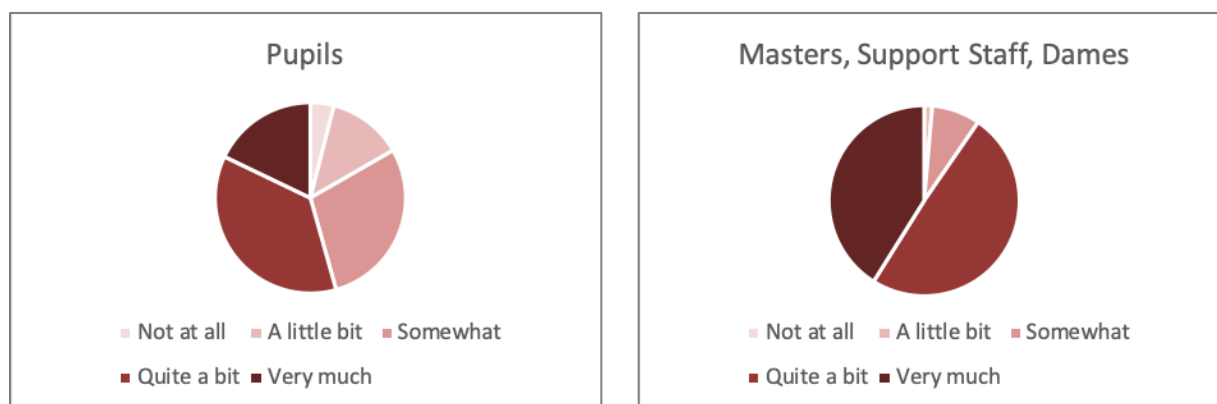 Pupils
Not at all A little bit Somewhat
Quite a bit Very much
Masters, Support Staff, Dames
Not at all A little bit Somewhat
Quite a bit Very much